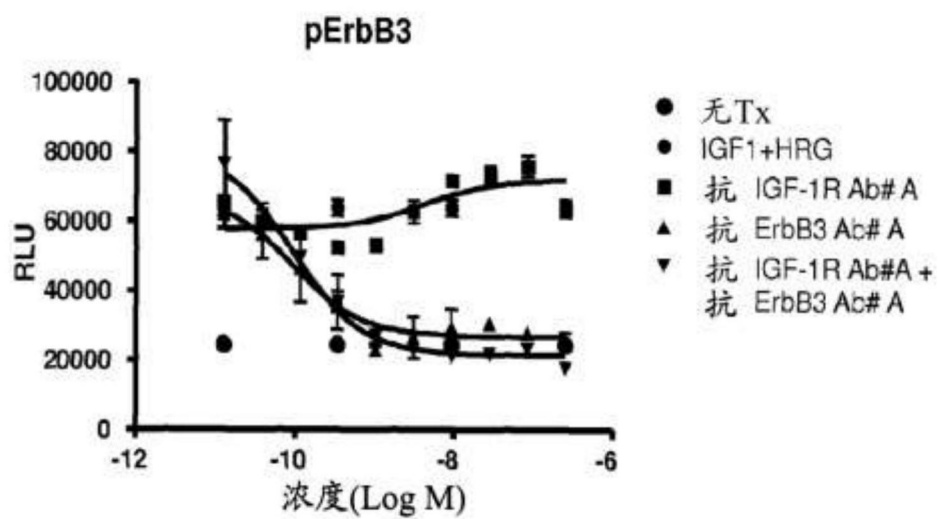 pErbB3
100000
80000
60000
40000
20000
0
RLU
-12
-10
-8
-6
浓度(Log M)
无Tx
IGF1+HRG
抗 IGF-1R Ab# A
抗 ErbB3 Ab# A
抗 IGF-1R Ab#A +
抗 ErbB3 Ab# A